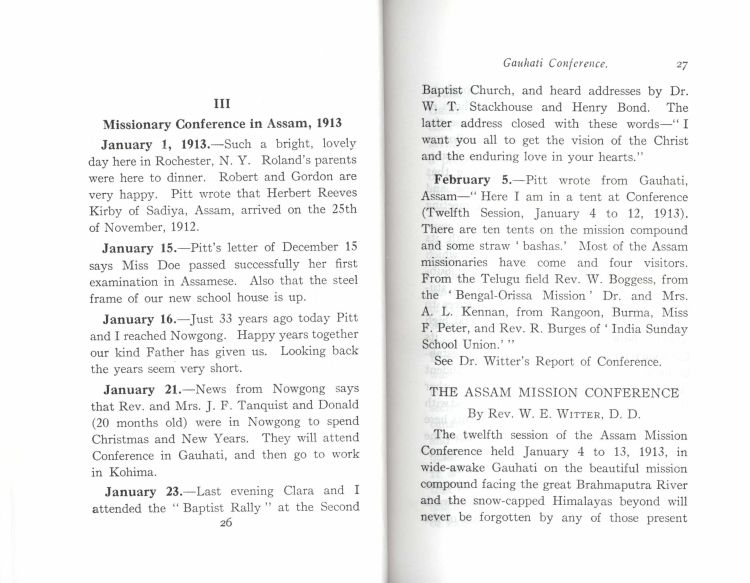 III
Missionary Conference in Assam, 1913
January 1, 1913.—Such a bright, lovely
day here in Rochester, N. Y. Roland's parents
were here to dinner. Robert and Gordon are
very happy. Pitt wrote that Herbert Reeves
Kirby of Sadiya, Assam, arrived on the 25th
of November, 1912.
January 15.—Pitt's letter of December 15
says Miss Doe passed successfully her first
examination in Assamese. Also that the steel
frame of our new school house is up.
January 16.—Just 33 years ago today Pitt
and I reached Nowgong. Happy years together
our kind Father has given us. Looking back
the years seem very short.
January 21.—News from Nowgong says
that Rev. and Mrs. J. F. Tanquist and Donald
(20 months old) were in Nowgong to spend
Christmas and New Years. They will attend
Conference in Gauhati, and then go to work
in Kohima.
January 23.—Last evening Clara and I
attended the " Baptist Rally " at the Second
26
Gauhati Conference. 27
Baptist Church, and heard addresses by Dr.
W. T. Stackhouse and Henry Bond. The
latter address closed with these words—" I
want you all to get the vision of the Christ
and the enduring love in your hearts."
February 5.—Pitt wrote from Gauhati,
Assam—" Here I am in a tent at Conference
(Twelfth Session, January 4 to 12, 1913).
There are ten tents on the mission compound
and some straw ' bashas.' Most of the Assam
missionaries have come and four visitors.
From the Telugu field Rev. W. Boggess, from
the ' Bengal-Orissa Mission ' Dr. and Mrs.
A. L. Kennan, from Rangoon, Burma, Miss
F. Peter, and Rev. R. Burges of ' India Sunday
School Union.' "
See Dr. Witter's Report of Conference.
THE ASSAM MISSION CONFERENCE
By Rev. W. E. Witter, D. D.
The twelfth session of the Assam Mission
Conference held January 4 to 13, 1913, in
wide-awake Gauhati on the beautiful mission
compound facing the great Brahmaputra River
and the snow-capped Himalayas beyond will
never be forgotten by any of those present